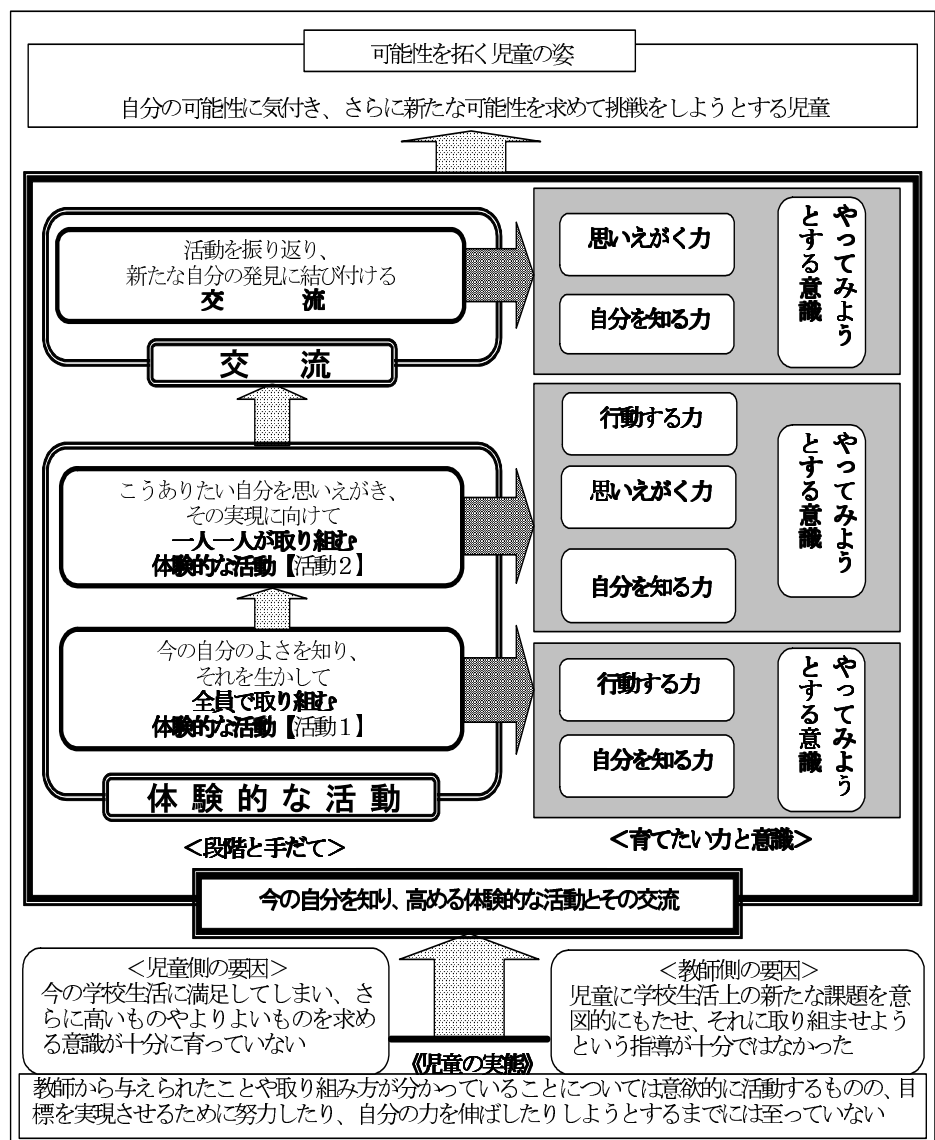 可能性を拓く児童の姿
自分の可能性に気付き、さらに新たな可能性を求めて挑戦をしようとする児童
活動を振り返り、
新たな自分の発見に結び付ける
交　　流
交　流
思いえがく力
自分を知る力
やってみよう
とする意識
こうありたい自分を思いえがき、
その実現に向けて
一人一人が取り組む
体験的な活動【活動２】
行動する力
思いえがく力
自分を知る力
やってみよう
とする意識
今の自分のよさを知り、
それを生かして
全員で取り組む
体験的な活動【活動１】
体験的な活動
行動する力
自分を知る力
やってみよう
とする意識
＜段階と手だて＞
＜育てたい力と意識＞
今の自分を知り、高める体験的な活動とその交流
＜児童側の要因＞
今の学校生活に満足してしまい、さ
らに高いものやよりよいものを求め
る意識が十分に育っていない
＜教師側の要因＞
児童に学校生活上の新たな課題を意
図的にもたせ、それに取り組ませよう
という指導が十分ではなかった
《児童の実態》
教師から与えられたことや取り組み方が分かっていることについては意欲的に活動するものの、目
標を実現させるために努力したり、自分の力を伸ばしたりしようとするまでには至っていない